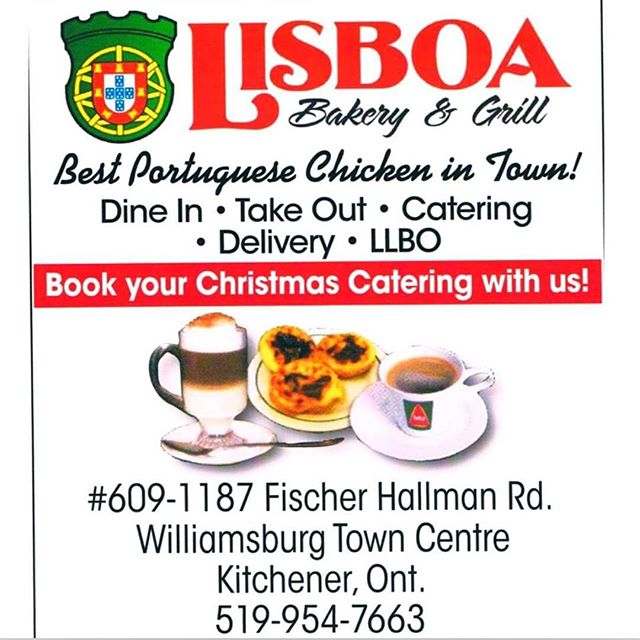 LISBOA
Bakery & Grill
Best Portuguese Chicken in Town!
Dine In • Take Out • Catering
• Delivery • LLBO
Book your Christmas Catering with us!
#609-1187 Fischer Hallman Rd.
Williamsburg Town Centre
Kitchener, Ont.
519-954-7663